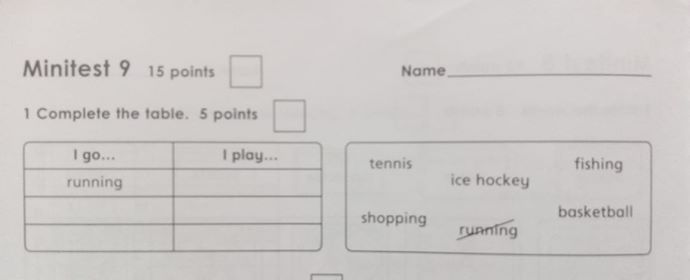 Minitest 9 15 points
Name
1 Complete the table. 5 points
I go... I play...
running
tennis fishing
ice hockey
shopping basketball
running